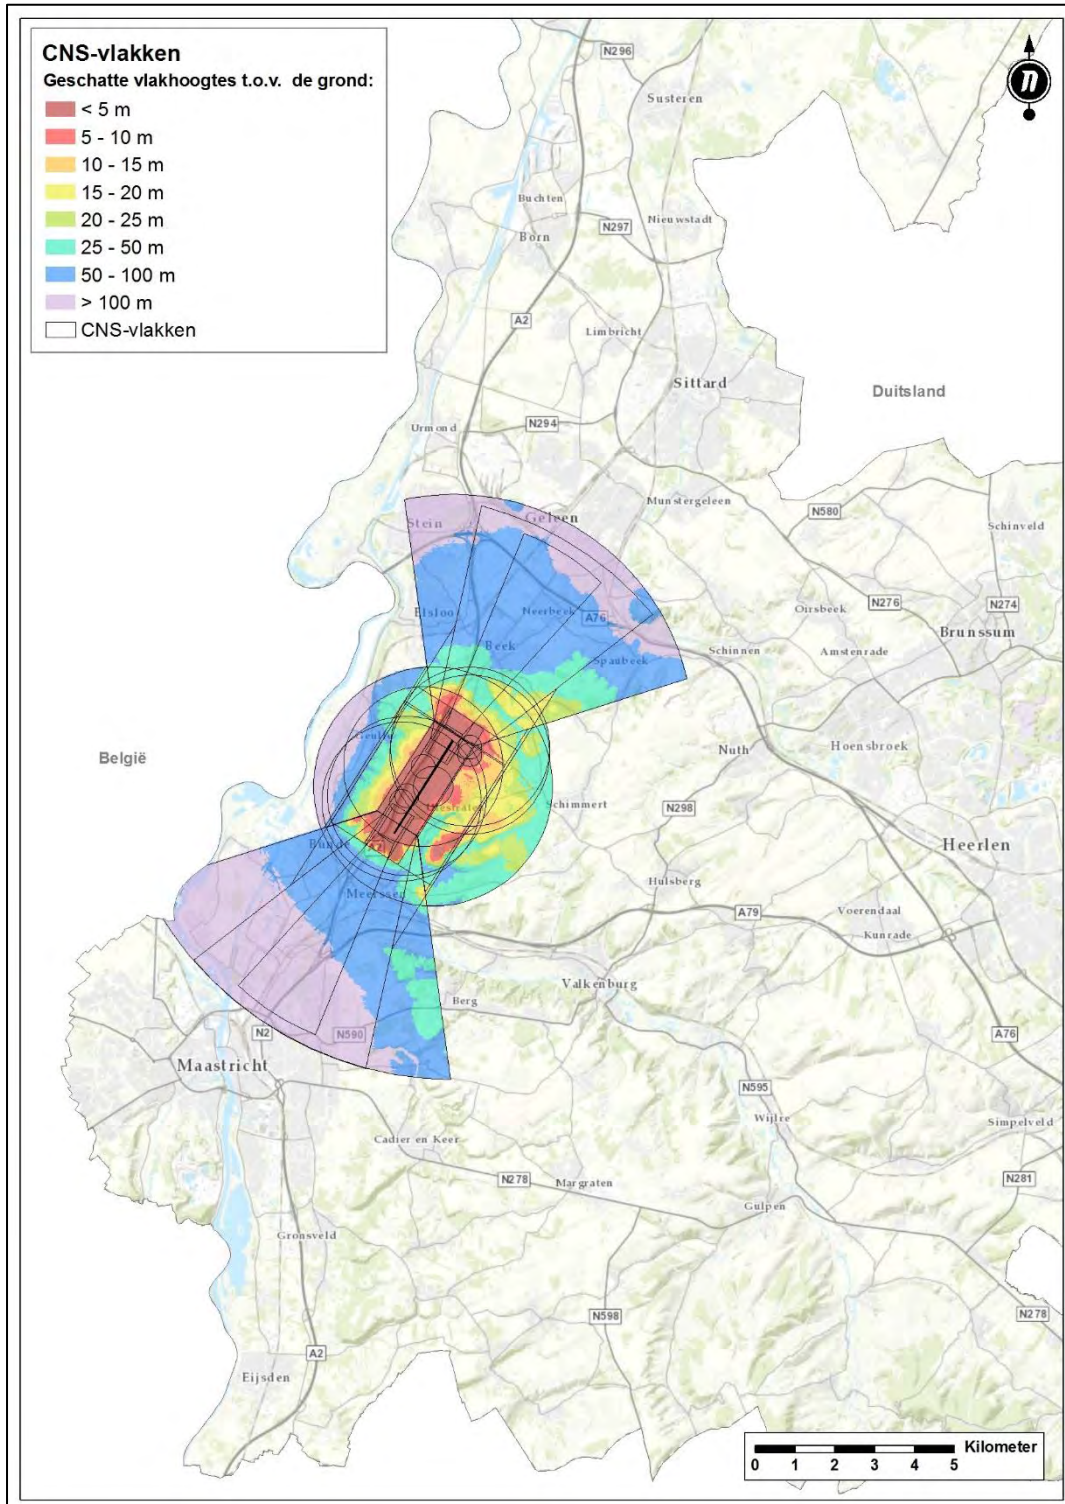 CNS-vlakken
Geschatte vlakhoogtes t.o.v. de grond:
< 5 m
5 - 10 m
10 - 15 m
15 - 20 m
20 - 25 m
25 - 50 m
50 - 100 m
> 100 m
CNS-vlakken
n
N296
Susteren
Buchten
Born
N297
Nieuwstadt
A2
Limbricht
Sittard
Duitsland
Urmond
N294
Munstergeleen
N580
Schinveld
Stein
Geleen
Elsloo
Neerbeek
A76
Oirsbeek
N276
N274
Brunssum
Beek
Spaubeek
Schinnen
Amstenrade
België
Geulle
Nuth
Hoensbroek
Schimmert
N298
Bunde
A2
Heerlen
Meerssen
Hulsberg
A79
Voerendaal
Kunrade
Valkenburg
Berg
N2
N590
A76
Maastricht
N595
Wijlre
Simpelveld
Cadier en Keer
N278
Margraten
N281
Gulpen
Gronsveld
N598
N278
A2
Eijsden
Kilometer
0 1 2 3 4 5